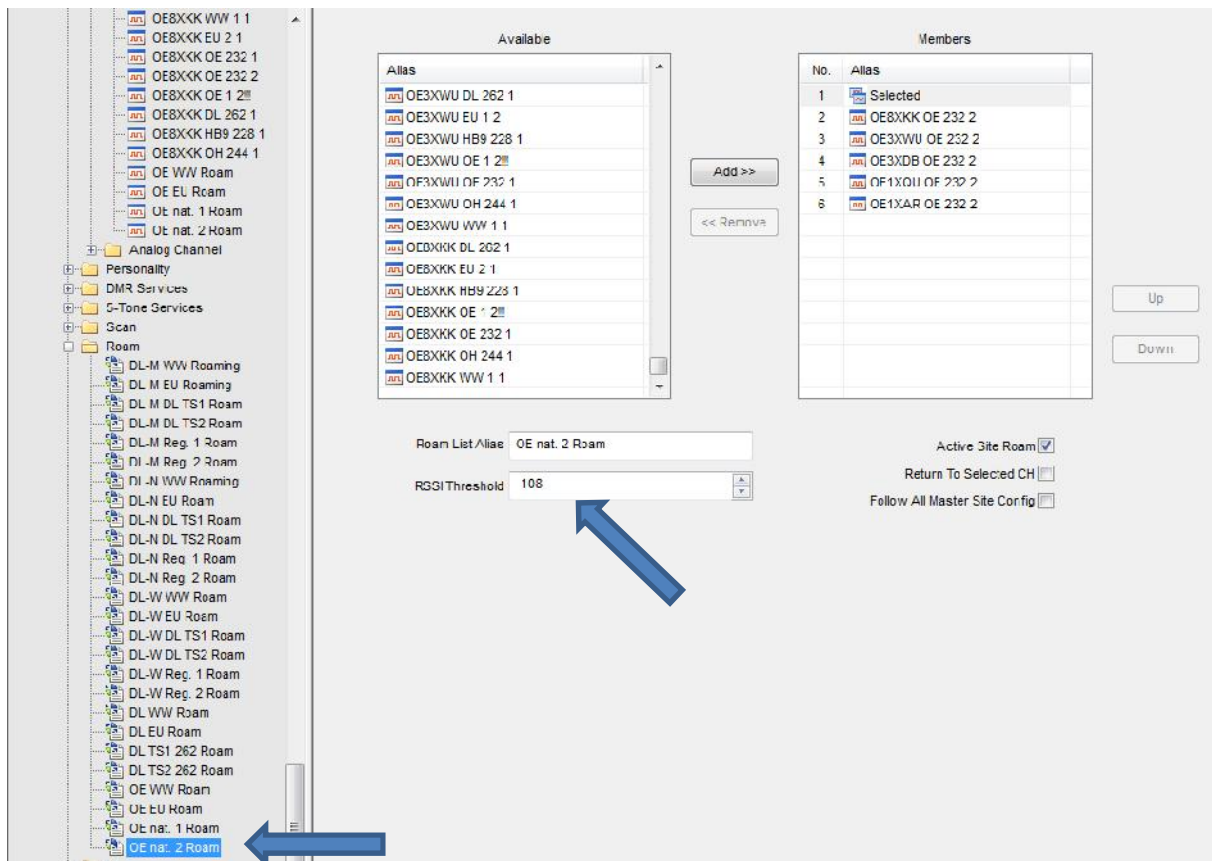 OE8XKK WW 1 1
OE8XKK EU 2 1
OE8XKK OE 232 1
OE8XKK OE 232 2
OE8XKK OE 1 2!!!
OE8XKK DL 262 1
OE8XKK HB9 228 1
OE8XKK OH 244 1
OE WW Roam
OE EU Roam
OE nat. 1 Roam
OE nat. 2 Roam
Analog Channel
Personality
DMR Services
5-Tone Services
Scan
Roam
DL-M WW Roaming
DL M EU Roaming
DL M DL TS1 Roam
DL-M DL TS2 Roam
DL-M Reg. 1 Roam
DL-M Reg. 2 Roam
DL-N WW Roaming
DL-N EU Roam
DL-N DL TS1 Roam
DL-N DL TS2 Roam
DL-N Reg. 1 Roam
DL-N Reg. 2 Roam
DL-W WW Roam
DL-W EU Roam
DL-W DL TS1 Roam
DL-W DL TS2 Roam
DL-W Reg. 1 Roam
DL-W Reg. 2 Roam
DL WW Roam
DL EU Roam
DL TS1 262 Roam
DL TS2 262 Roam
OE WW Roam
OE EU Roam
OE nat. 1 Roam
OE nat. 2 Roam
Available
Alias
OE3XWU DL 262 1
OE3XWU EU 1 2
OE3XWU HB9 228 1
OE3XWU OE 1 2!!!
OE3XWU OE 232 1
OE3XWU OH 244 1
OE3XWU WW 1 1
OE8XKK DL 262 1
OE8XKK EU 2 1
OE8XKK HB9 228 1
OE8XKK OE 1 2!!!
OE8XKK OE 232 1
OE8XKK OH 244 1
OE8XKK WW 1 1
Add >>
<< Remove
Members
No. Alias
1 Selected
2 OE8XKK OE 232 2
3 OE3XWU OE 232 2
4 OE3XDB OE 232 2
5 OE1XQU OE 232 2
6 OE1XAR OE 232 2
Up
Down
Roam List Alias OE nat. 2 Roam
RSSI Threshold 108
Active Site Roam
Return To Selected CH
Follow All Master Site Config